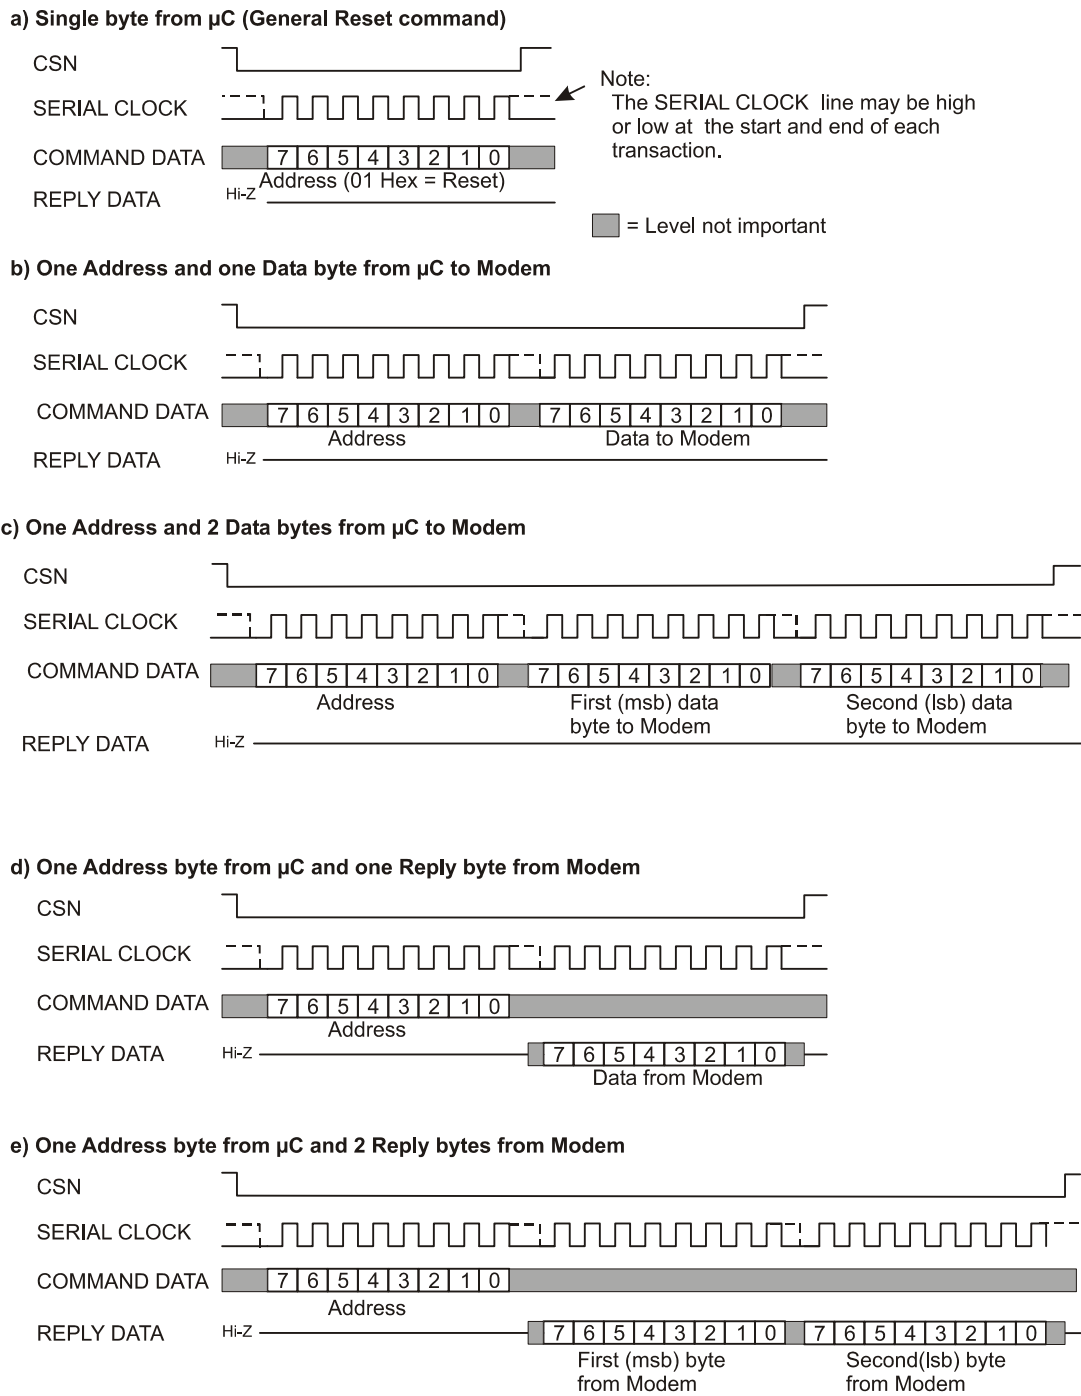 a) Single byte from µC (General Reset command)
CSN
SERIAL CLOCK
Note:
The SERIAL CLOCK line may be high
or low at the start and end of each
transaction.
COMMAND DATA 7 6 5 4 3 2 1 0
Address (01 Hex = Reset)
REPLY DATA Hi-Z
= Level not important
b) One Address and one Data byte from µC to Modem
CSN
SERIAL CLOCK
COMMAND DATA 7 6 5 4 3 2 1 0 7 6 5 4 3 2 1 0
Address Data to Modem
REPLY DATA Hi-Z
c) One Address and 2 Data bytes from µC to Modem
CSN
SERIAL CLOCK
COMMAND DATA 7 6 5 4 3 2 1 0 7 6 5 4 3 2 1 0 7 6 5 4 3 2 1 0
Address First (msb) data Second (lsb) data
byte to Modem byte to Modem
REPLY DATA Hi-Z
d) One Address byte from µC and one Reply byte from Modem
CSN
SERIAL CLOCK
COMMAND DATA 7 6 5 4 3 2 1 0
Address
REPLY DATA Hi-Z 7 6 5 4 3 2 1 0
Data from Modem
e) One Address byte from µC and 2 Reply bytes from Modem
CSN
SERIAL CLOCK
COMMAND DATA 7 6 5 4 3 2 1 0
Address
REPLY DATA Hi-Z 7 6 5 4 3 2 1 0 7 6 5 4 3 2 1 0
First (msb) byte Second(lsb) byte
from Modem from Modem